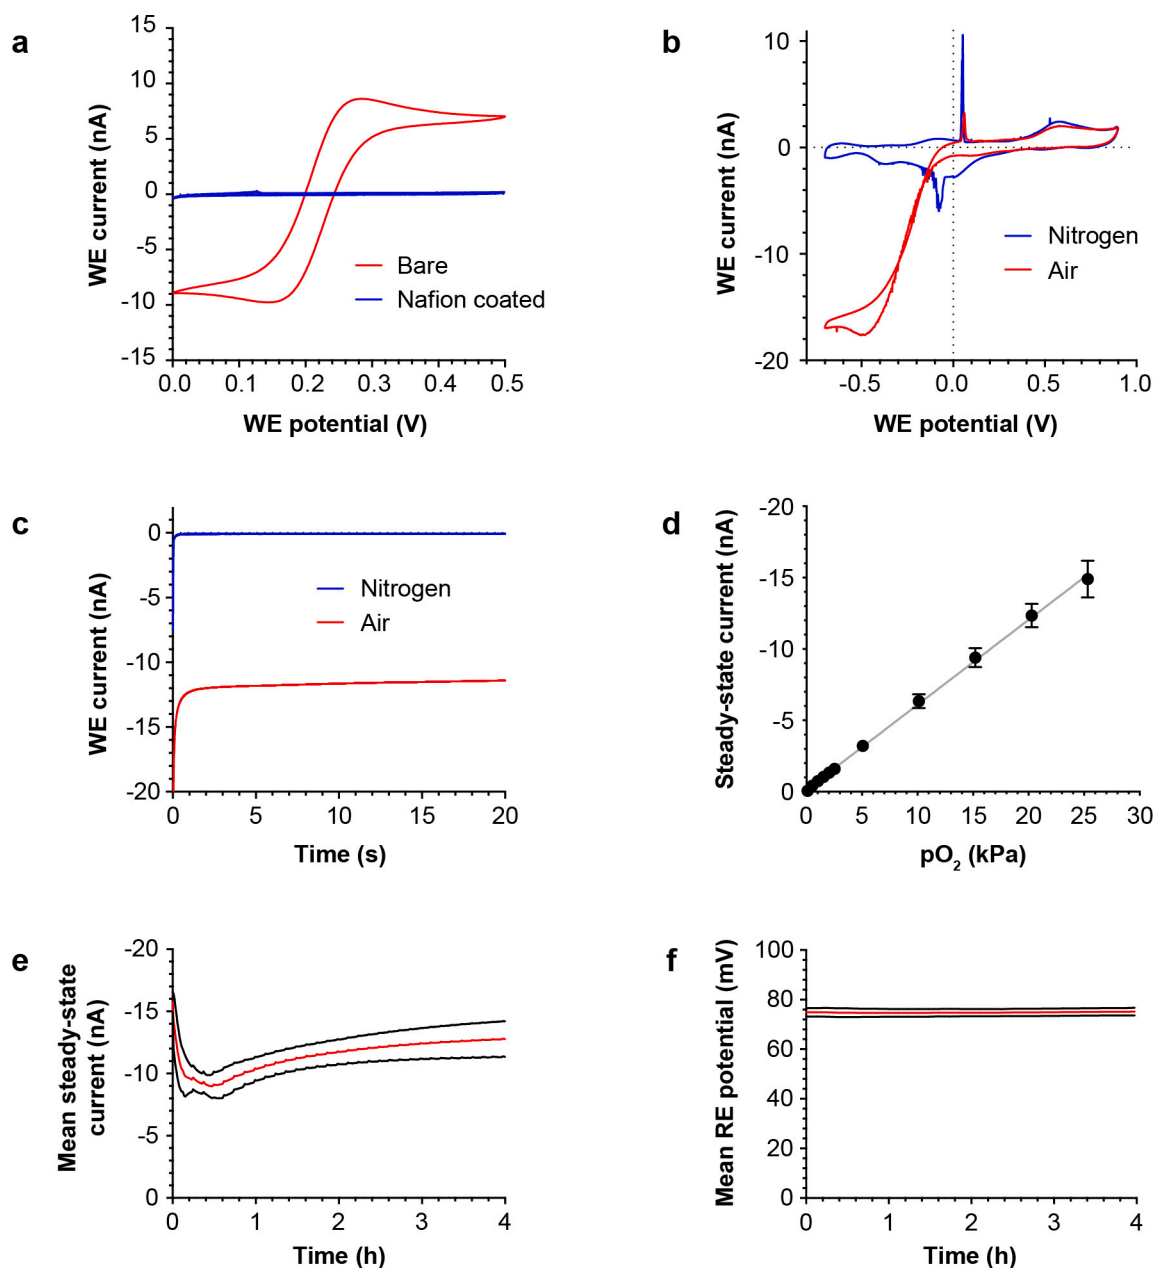 a
15
10
5
0
-5
-10
-15
WE current (nA)
Bare
Nafion coated
0.0 0.1 0.2 0.3 0.4 0.5
WE potential (V)
b
10
0
-10
-20
WE current (nA)
Nitrogen
Air
-0.5 0.0 0.5 1.0
WE potential (V)
c
0
-5
-10
-15
-20
WE current (nA)
Nitrogen
Air
0 5 10 15 20
Time (s)
d
-20
-15
-10
-5
0
Steady-state current (nA)
0 5 10 15 20 25 30
pO₂ (kPa)
e
-20
-15
-10
-5
0
Mean steady-state
current (nA)
0 1 2 3 4
Time (h)
f
100
80
60
40
20
0
Mean RE potential (mV)
0 1 2 3 4
Time (h)